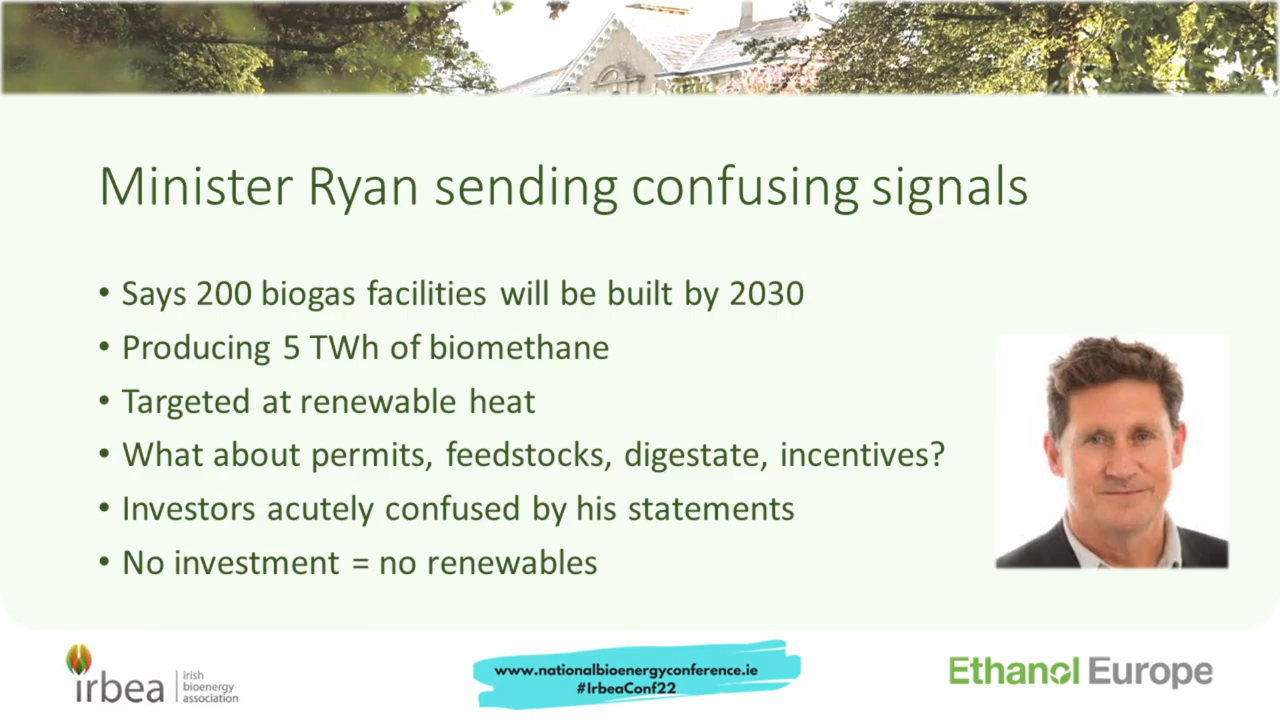 Minister Ryan sending confusing signals
• Says 200 biogas facilities will be built by 2030
• Producing 5 TWh of biomethane
• Targeted at renewable heat
• What about permits, feedstocks, digestate, incentives?
• Investors acutely confused by his statements
• No investment = no renewables
irbea
irish
bioenergy
association
www.nationalbioenergyconference.ie
#IrbeaConf22
Ethanol Europe